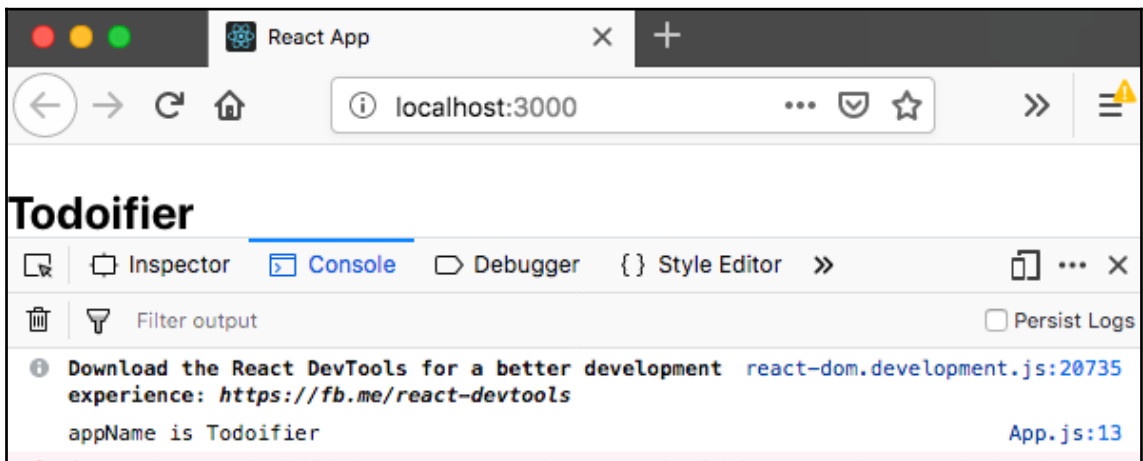 React App
localhost:3000
Todoifier
Inspector Console Debugger { } Style Editor
Filter output Persist Logs
Download the React DevTools for a better development react-dom.development.js:20735
experience: https://fb.me/react-devtools
appName is Todoifier App.js:13